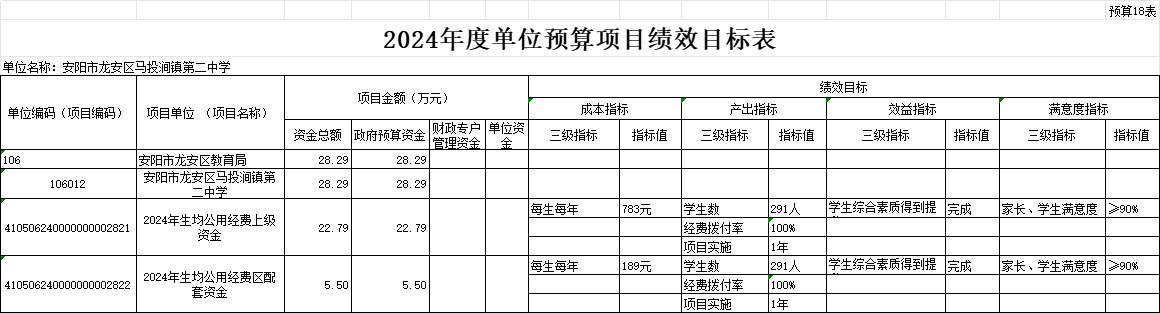 预算18表
2024年度单位预算项目绩效目标表
单位名称：安阳市龙安区马投涧镇第二中学
单位编码（项目编码） 项目单位 （项目名称） 项目金额（万元） 绩效目标
成本指标 产出指标 效益指标 满意度指标
资金总额 政府预算资金 财政专户管理资金 单位资金 三级指标 指标值 三级指标 指标值 三级指标 指标值 三级指标 指标值
106 安阳市龙安区教育局 28.29 28.29
106012 安阳市龙安区马投涧镇第二中学 28.29 28.29
410506240000000002821 2024年生均公用经费上级资金 22.79 22.79 每生每年 783元 学生数 291人 学生综合素质得到提 完成 家长、学生满意度 ≥90%
经费拨付率 100%
项目实施 1年
410506240000000002822 2024年生均公用经费区配套资金 5.50 5.50 每生每年 189元 学生数 291人 学生综合素质得到提 完成 家长、学生满意度 ≥90%
经费拨付率 100%
项目实施 1年